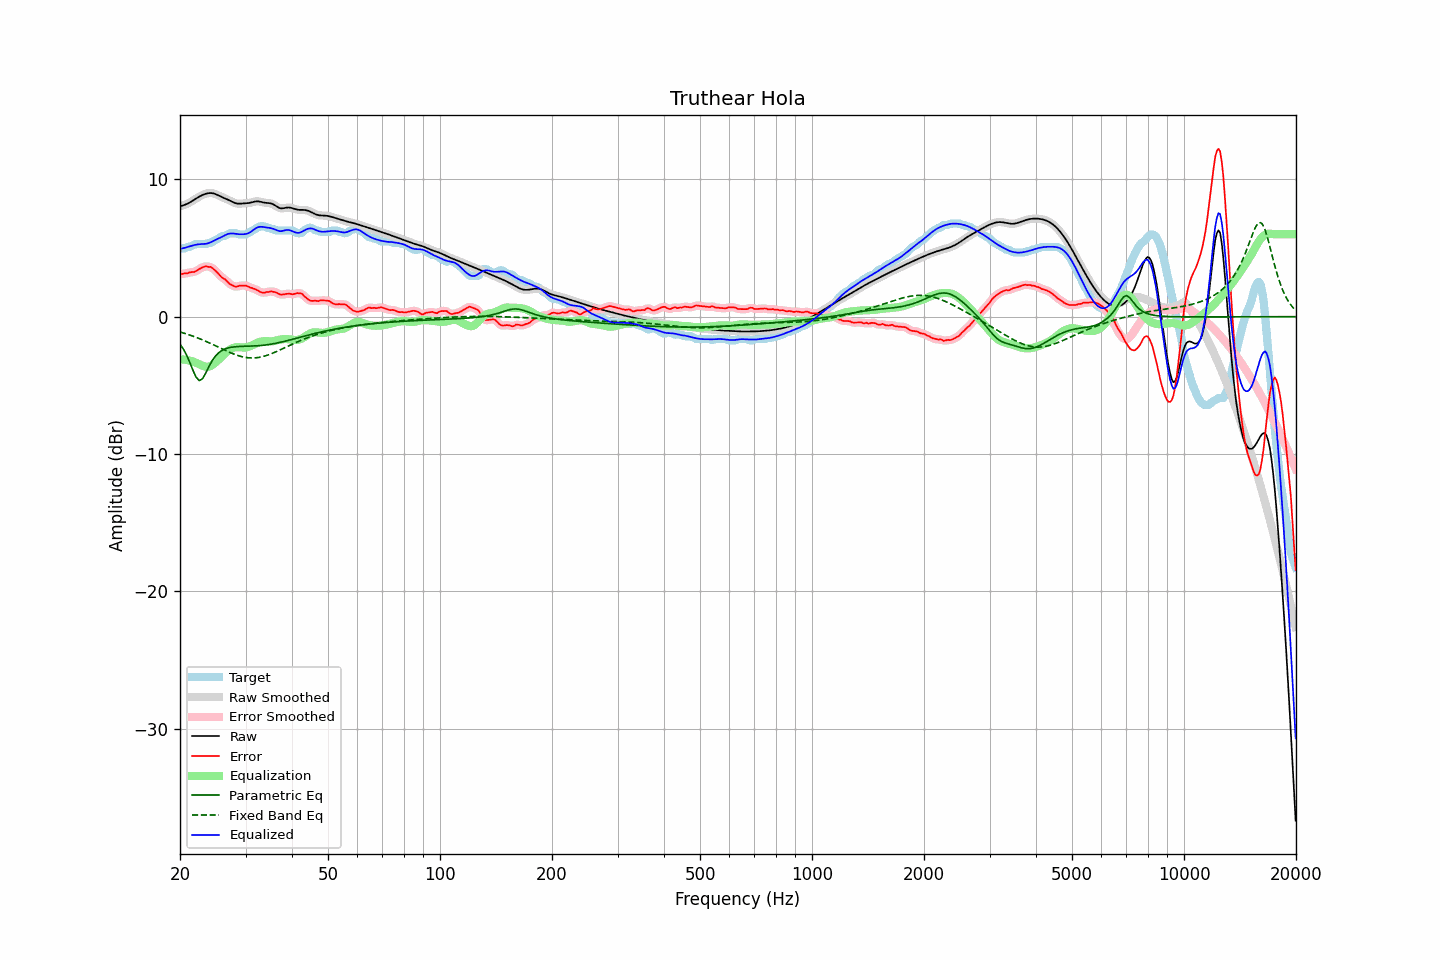 Truthear Hola
Amplitude (dBr)
10
0
−10
−20
−30
Target
Raw Smoothed
Error Smoothed
Raw
Error
Equalization
Parametric Eq
Fixed Band Eq
Equalized
20 50 100 200 500 1000 2000 5000 10000 20000
Frequency (Hz)